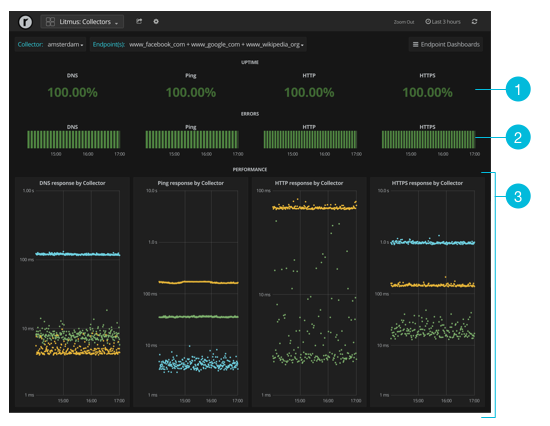 r Litmus: Collectors Zoom Out Last 3 hours
Collector: amsterdam Endpoint(s): www_facebook_com + www_google_com + www_wikipedia_org Endpoint Dashboards
UPTIME
DNS Ping HTTP HTTPS
100.00% 100.00% 100.00% 100.00%
1
ERRORS
DNS Ping HTTP HTTPS
2
15:00 16:00 17:00 15:00 16:00 17:00 15:00 16:00 17:00 15:00 16:00 17:00
PERFORMANCE
3
DNS response by Collector Ping response by Collector HTTP response by Collector HTTPS response by Collector
1.00 s 10.0 s 100 ms 10.0 s
1.0 s 1.0 s
100 ms
100 ms 10 ms 100 ms
10 ms
10 ms 10 ms
1 ms 1 ms 1 ms 1 ms
15:00 16:00 17:00 15:00 16:00 17:00 15:00 16:00 17:00 15:00 16:00 17:00